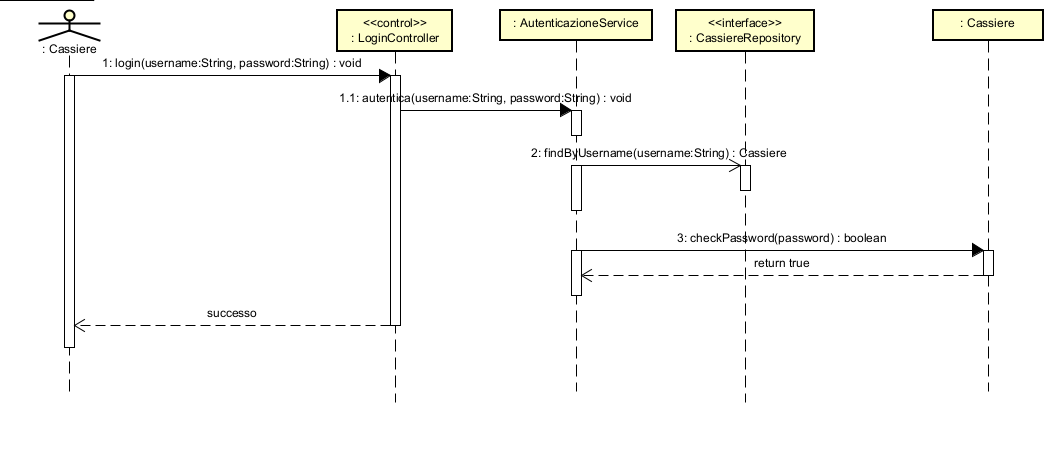 : Cassiere
<<control>>
: LoginController
: AutenticazioneService
<<interface>>
: CassiereRepository
: Cassiere
1: login(username:String, password:String) : void
1.1: autentica(username:String, password:String) : void
2: findByUsername(username:String) : Cassiere
3: checkPassword(password) : boolean
return true
successo